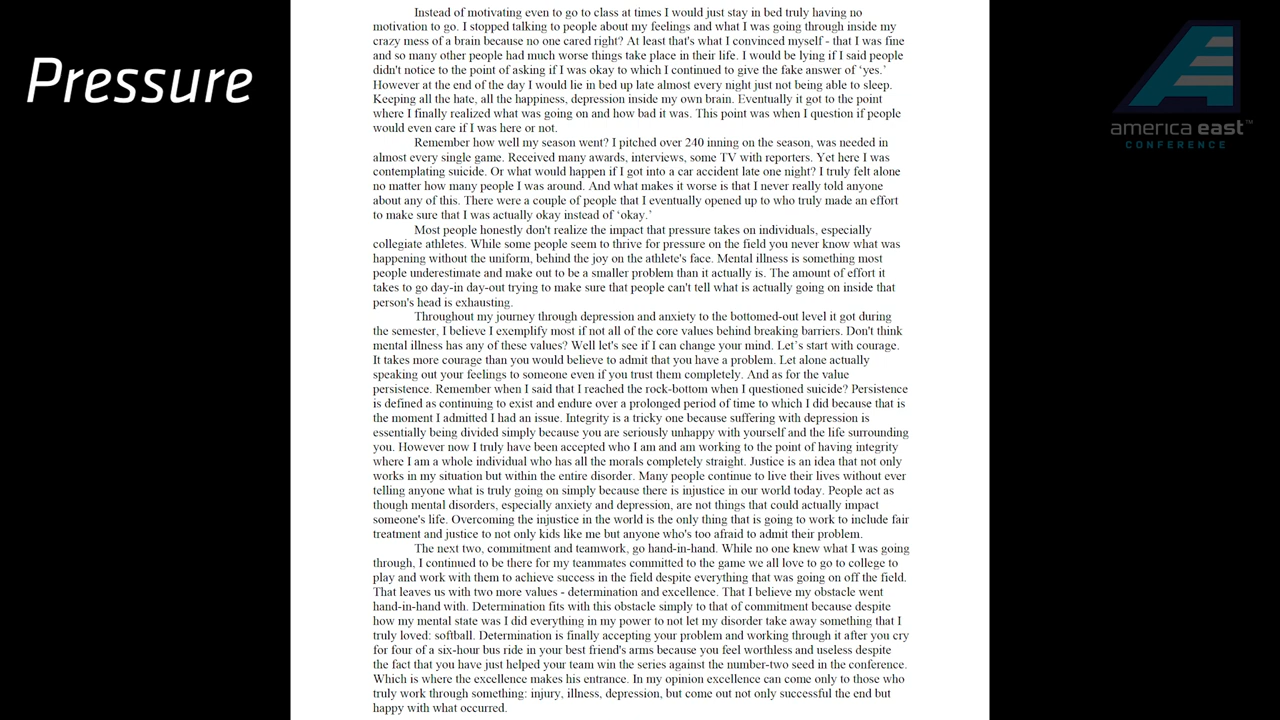 Pressure
america east™
CONFERENCE
Instead of motivating even to go to class at times I would just stay in bed truly having no
motivation to go. I stopped talking to people about my feelings and what I was going through inside my
crazy mess of a brain because no one cared right? At least that's what I convinced myself - that I was fine
and so many other people had much worse things take place in their life. I would be lying if I said people
didn't notice to the point of asking if I was okay to which I continued to give the fake answer of ‘yes.’
However at the end of the day I would lie in bed up late almost every night just not being able to sleep.
Keeping all the hate, all the happiness, depression inside my own brain. Eventually it got to the point
where I finally realized what was going on and how bad it was. This point was when I question if people
would even care if I was here or not.
Remember how well my season went? I pitched over 240 inning on the season, was needed in
almost every single game. Received many awards, interviews, some TV with reporters. Yet here I was
contemplating suicide. Or what would happen if I got into a car accident late one night? I truly felt alone
no matter how many people I was around. And what makes it worse is that I never really told anyone
about any of this. There were a couple of people that I eventually opened up to who truly made an effort
to make sure that I was actually okay instead of ‘okay.’
Most people honestly don't realize the impact that pressure takes on individuals, especially
collegiate athletes. While some people seem to thrive for pressure on the field you never know what was
happening without the uniform, behind the joy on the athlete's face. Mental illness is something most
people underestimate and make out to be a smaller problem than it actually is. The amount of effort it
takes to go day-in day-out trying to make sure that people can't tell what is actually going on inside that
person's head is exhausting.
Throughout my journey through depression and anxiety to the bottomed-out level it got during
the semester, I believe I exemplify most if not all of the core values behind breaking barriers. Don't think
mental illness has any of these values? Well let's see if I can change your mind. Let’s start with courage.
It takes more courage than you would believe to admit that you have a problem. Let alone actually
speaking out your feelings to someone even if you trust them completely. And as for the value
persistence. Remember when I said that I reached the rock-bottom when I questioned suicide? Persistence
is defined as continuing to exist and endure over a prolonged period of time to which I did because that is
the moment I admitted I had an issue. Integrity is a tricky one because suffering with depression is
essentially being divided simply because you are seriously unhappy with yourself and the life surrounding
you. However now I truly have been accepted who I am and am working to the point of having integrity
where I am a whole individual who has all the morals completely straight. Justice is an idea that not only
works in my situation but within the entire disorder. Many people continue to live their lives without ever
telling anyone what is truly going on simply because there is injustice in our world today. People act as
though mental disorders, especially anxiety and depression, are not things that could actually impact
someone's life. Overcoming the injustice in the world is the only thing that is going to work to include fair
treatment and justice to not only kids like me but anyone who's too afraid to admit their problem.
The next two, commitment and teamwork, go hand-in-hand. While no one knew what I was going
through, I continued to be there for my teammates committed to the game we all love to go to college to
play and work with them to achieve success in the field despite everything that was going on off the field.
That leaves us with two more values - determination and excellence. That I believe my obstacle went
hand-in-hand with. Determination fits with this obstacle simply to that of commitment because despite
how my mental state was I did everything in my power to not let my disorder take away something that I
truly loved: softball. Determination is finally accepting your problem and working through it after you cry
for four of a six-hour bus ride in your best friend's arms because you feel worthless and useless despite
the fact that you have just helped your team win the series against the number-two seed in the conference.
Which is where the excellence makes his entrance. In my opinion excellence can come only to those who
truly work through something: injury, illness, depression, but come out not only successful the end but
happy with what occurred.